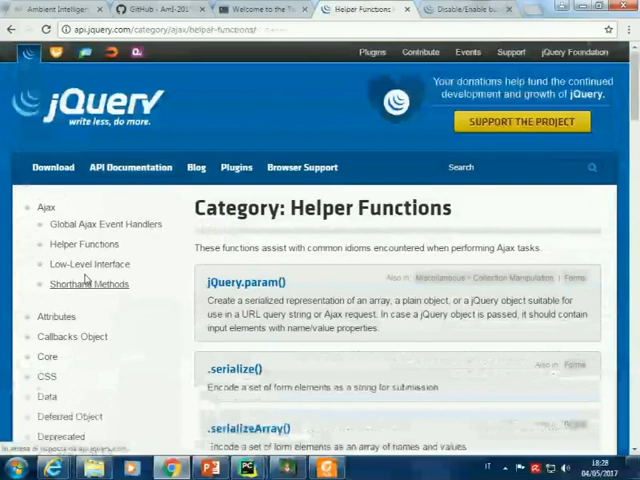 Ambient Intelligen
GitHub - AmI-201
Welcome to the T
Helper Functions
Disable/Enable bu
api.jquery.com/category/ajax/helper-functions/
Plugins Contribute Events Support jQuery Foundation
jQuery
write less, do more.
Your donations help fund the continued
development and growth of jQuery.
SUPPORT THE PROJECT
Download API Documentation Blog Plugins Browser Support Search
Ajax
Global Ajax Event Handlers
Helper Functions
Low-Level Interface
Shorthand Methods
Attributes
Callbacks Object
Core
CSS
Data
Deferred Object
Deprecated
Category: Helper Functions
These functions assist with common idioms encountered when performing Ajax tasks.
jQuery.param()
Also in: Miscellaneous > Collection Manipulation | Forms
Create a serialized representation of an array, a plain object, or a jQuery object suitable for
use in a URL query string or Ajax request. In case a jQuery object is passed, it should contain
input elements with name/value properties.
.serialize()
Also in: Forms
Encode a set of form elements as a string for submission.
.serializeArray()
Encode a set of form elements as an array of names and values.
In attesa di risposta da api.jquery.com...
IT
18:28
04/05/2017